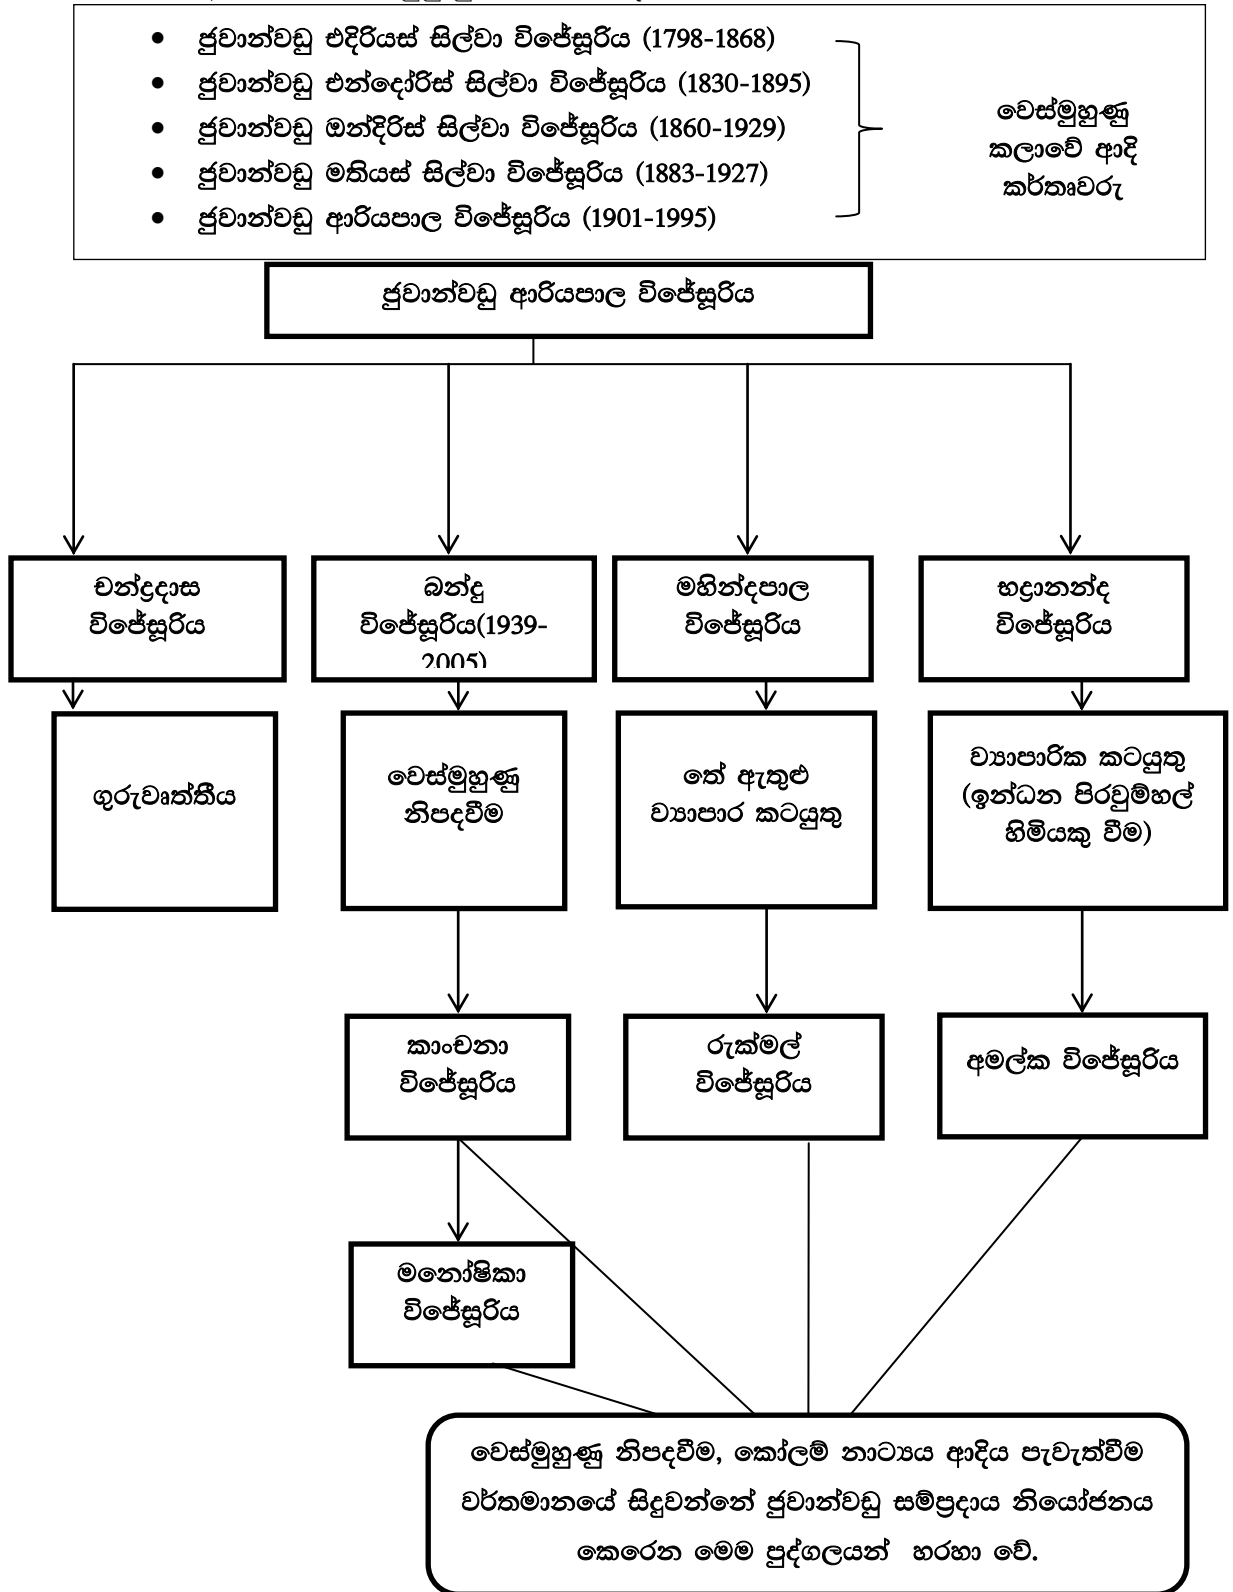 • ජුවාන්වඩු එදිරියස් සිල්වා විජේසූරිය (1798-1868)
• ජුවාන්වඩු එන්දෝරිස් සිල්වා විජේසූරිය (1830-1895)
• ජුවාන්වඩු ඔන්දිරිස් සිල්වා විජේසූරිය (1860-1929)
• ජුවාන්වඩු මතියස් සිල්වා විජේසූරිය (1883-1927)
• ජුවාන්වඩු ආරියපාල විජේසූරිය (1901-1995)
වෙස්මුහුණු
කලාවේ ආදි
කර්තෘවරු
ජුවාන්වඩු ආරියපාල විජේසූරිය
චන්ද්‍රදාස
විජේසූරිය
බන්දු
විජේසූරිය(1939-
2005)
මහින්දපාල
විජේසූරිය
භද්‍රානන්ද
විජේසූරිය
ගුරුවෘත්තීය
වෙස්මුහුණු
නිපදවීම
තේ ඇතුළු
ව්‍යාපාර කටයුතු
ව්‍යාපාරික කටයුතු
(ඉන්ධන පිරවුම්හල්
හිමියකු වීම)
කාංචනා
විජේසූරිය
රුක්මල්
විජේසූරිය
අමල්ක විජේසූරිය
මනෝෂිකා
විජේසූරිය
වෙස්මුහුණු නිපදවීම, කෝලම් නාට්‍යය ආදිය පැවැත්වීම
වර්තමානයේ සිදුවන්නේ ජුවාන්වඩු සම්ප්‍රදාය නියෝජනය
කෙරෙන මෙම පුද්ගලයන් හරහා වේ.